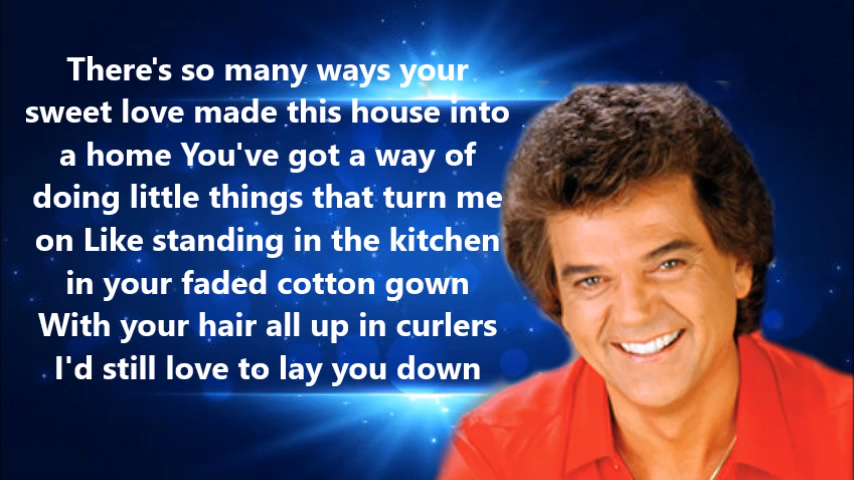 There's so many ways your
sweet love made this house into
a home You've got a way of
doing little things that turn me
on Like standing in the kitchen
in your faded cotton gown
With your hair all up in curlers
I'd still love to lay you down